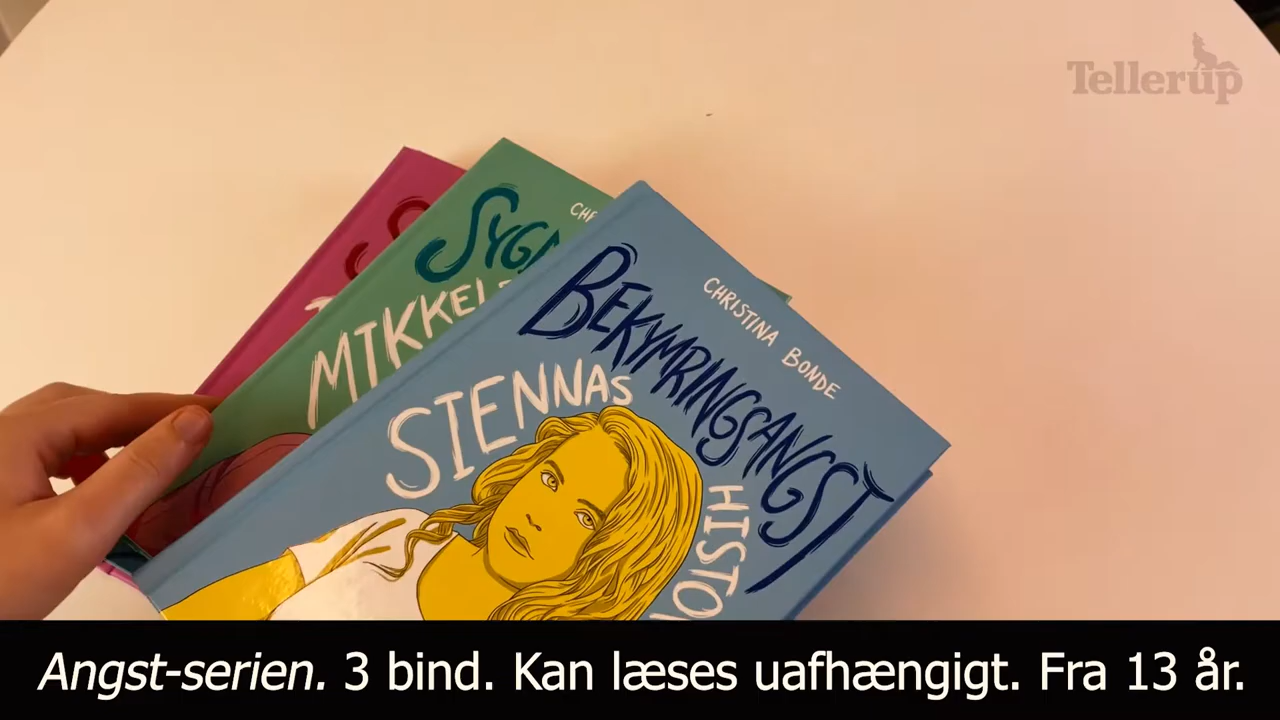 Tellerup
MIKKEL
CHRISTINA BONDE
BEKYMRINGSANGST
SIENNAS
Angst-serien. 3 bind. Kan læses uafhængigt. Fra 13 år.